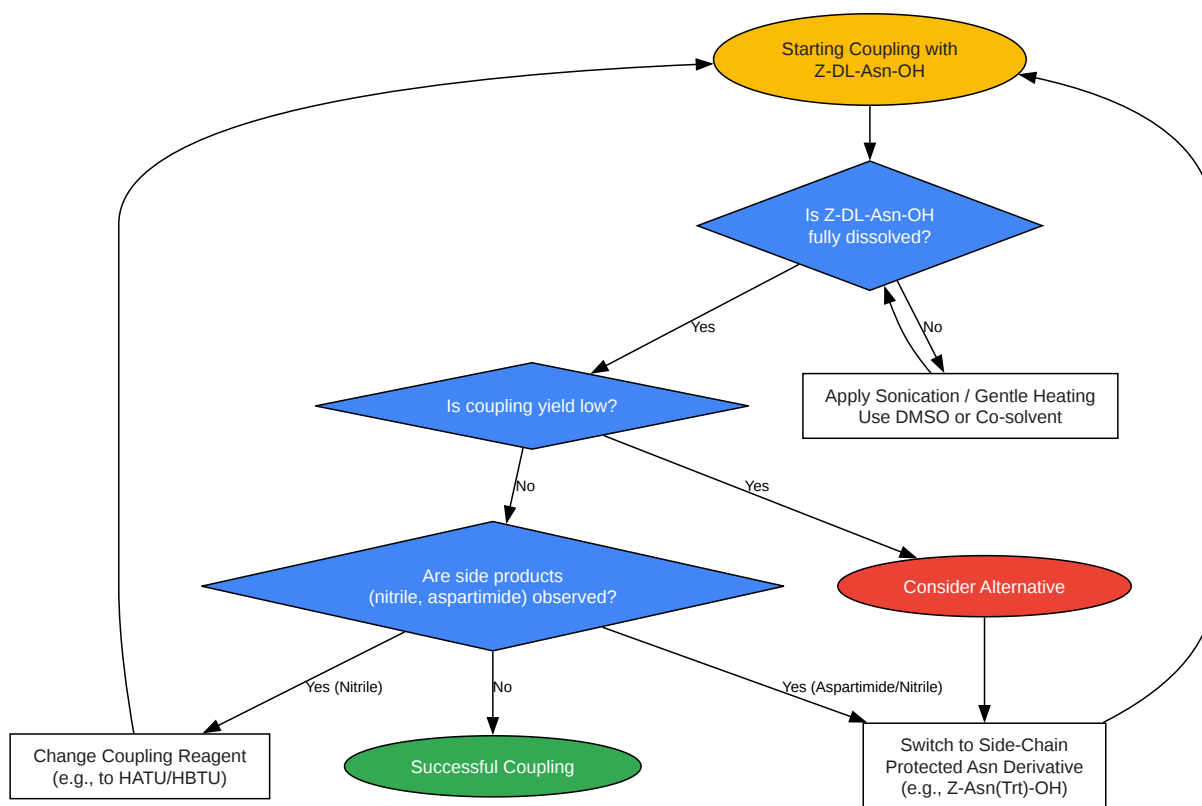 Starting Coupling with
Z-DL-Asn-OH
Is Z-DL-Asn-OH
fully dissolved?
Yes
No
Is coupling yield low?
Apply Sonication / Gentle Heating
Use DMSO or Co-solvent
No
Yes
Are side products
(nitrile, aspartimide) observed?
Consider Alternative
Yes (Nitrile)
No
Yes (Aspartimide/Nitrile)
Change Coupling Reagent
(e.g., to HATU/HBTU)
Successful Coupling
Switch to Side-Chain
Protected Asn Derivative
(e.g., Z-Asn(Trt)-OH)